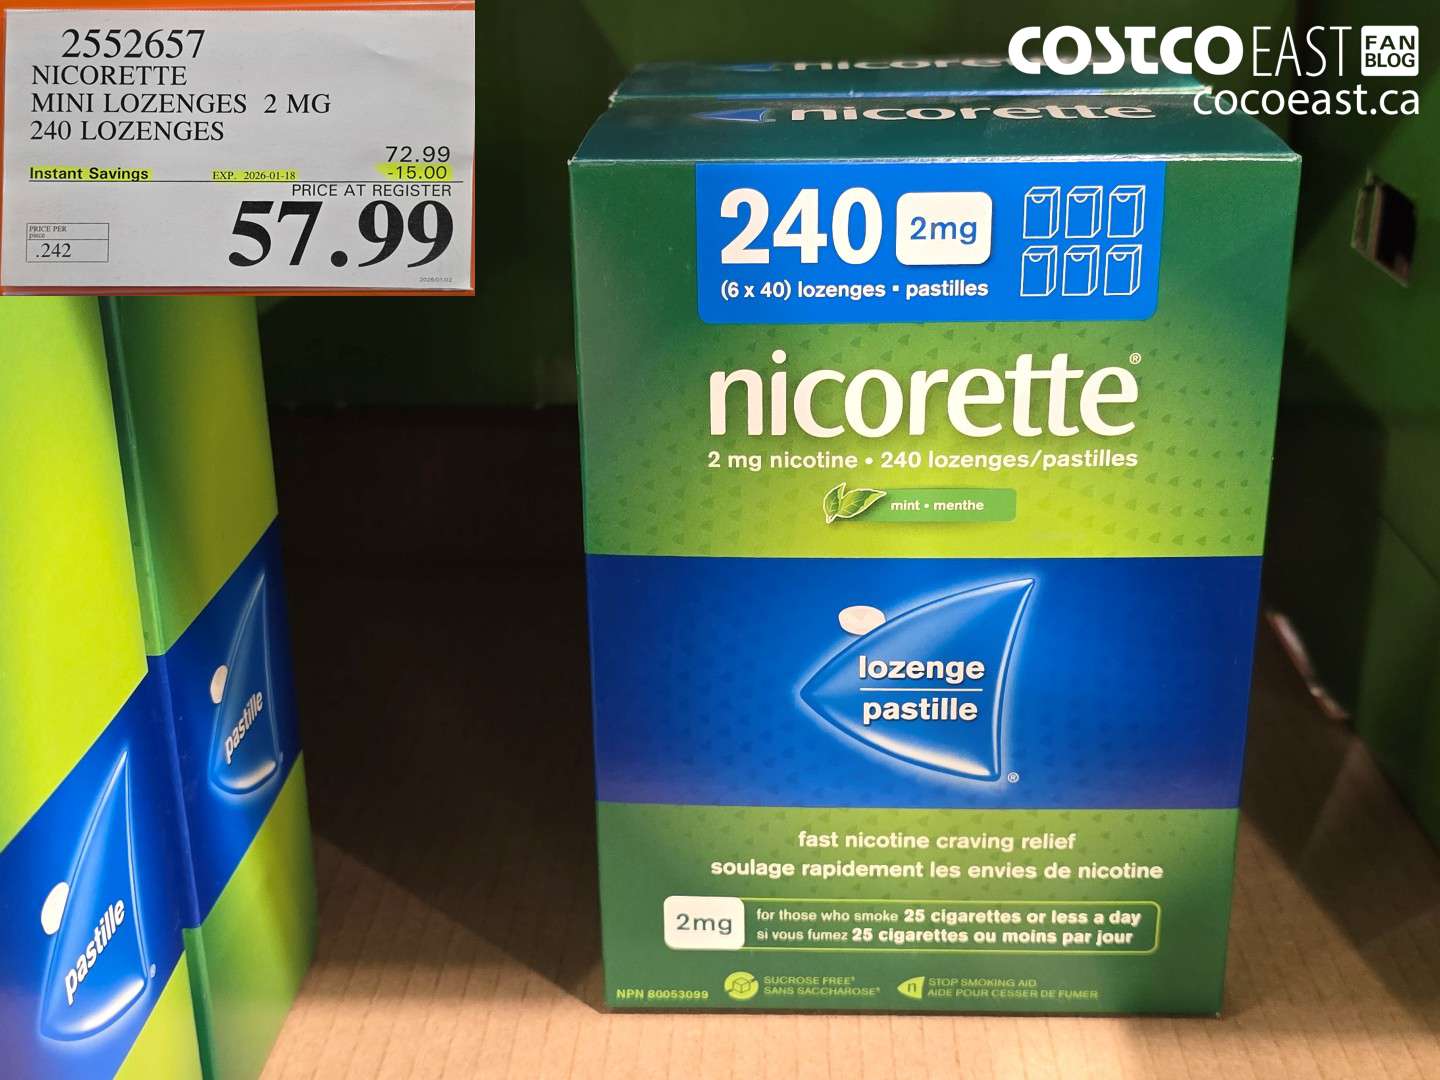 2552657
NICORETTE
MINI LOZENGES 2 MG
240 LOZENGES
72.99
Instant Savings EXP. 2026-01-18 -15.00
PRICE AT REGISTER
57.99
PRICE PER
piece
.242
2026/01/02
COSTCO EAST FAN BLOG
cocoeast.ca
nicorette
nicorette
240 2mg
(6 x 40) lozenges ▪ pastilles
nicorette®
2 mg nicotine • 240 lozenges/pastilles
mint • menthe
lozenge
pastille
®
fast nicotine craving relief
soulage rapidement les envies de nicotine
2mg
for those who smoke 25 cigarettes or less a day
si vous fumez 25 cigarettes ou moins par jour
NPN 80053099
SUCROSE FREE*
SANS SACCHAROSE*
n
STOP SMOKING AID
AIDE POUR CESSER DE FUMER
pastille
pastille
®